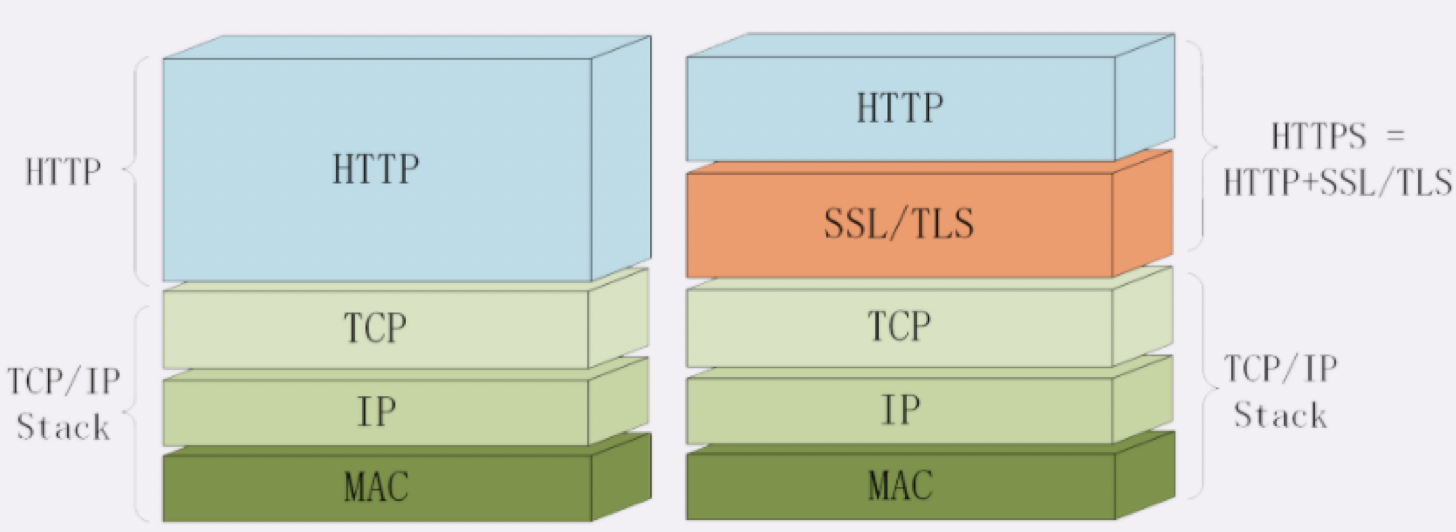 HTTP
HTTP
TCP/IP
Stack
TCP
IP
MAC
HTTP
SSL/TLS
HTTPS =
HTTP+SSL/TLS
TCP
IP
MAC
TCP/IP
Stack